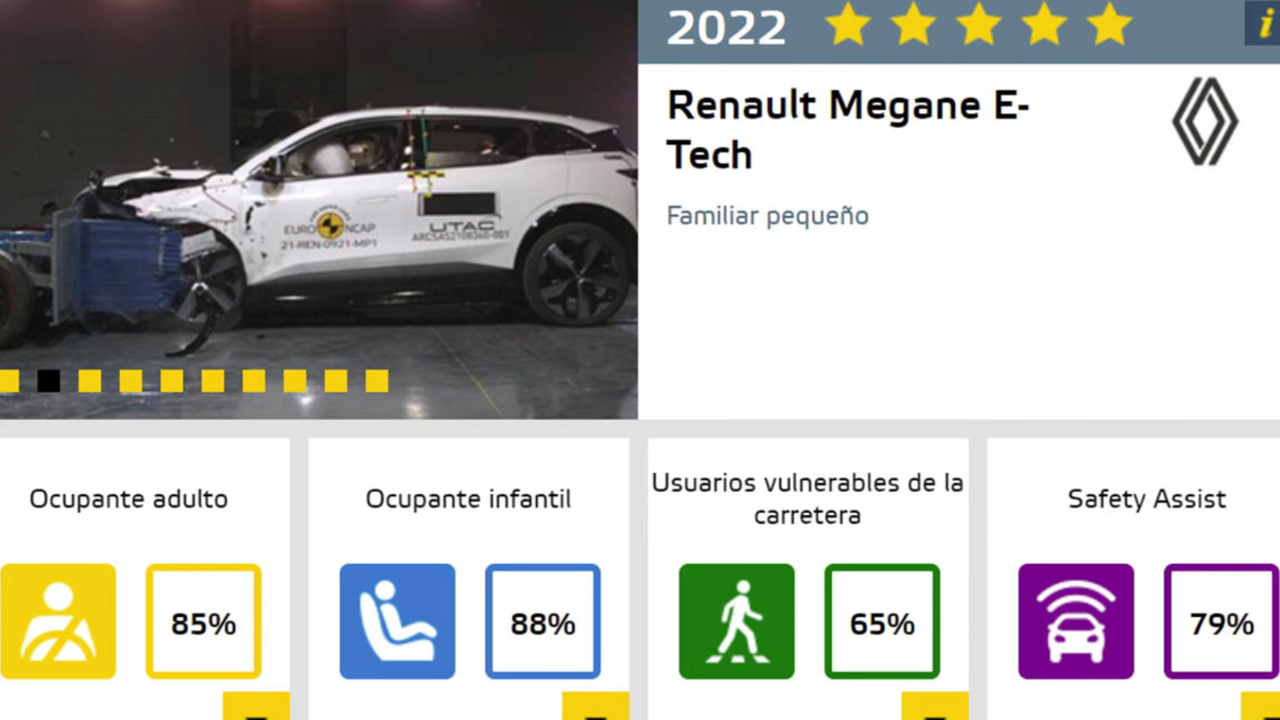 2022
i
Renault Megane E-
Tech
Familiar pequeño
EURO NCAP
21-REN-0921-MP1
UTAC
Ocupante adulto
Ocupante infantil
Usuarios vulnerables de la
carretera
Safety Assist
85%
88%
65%
79%